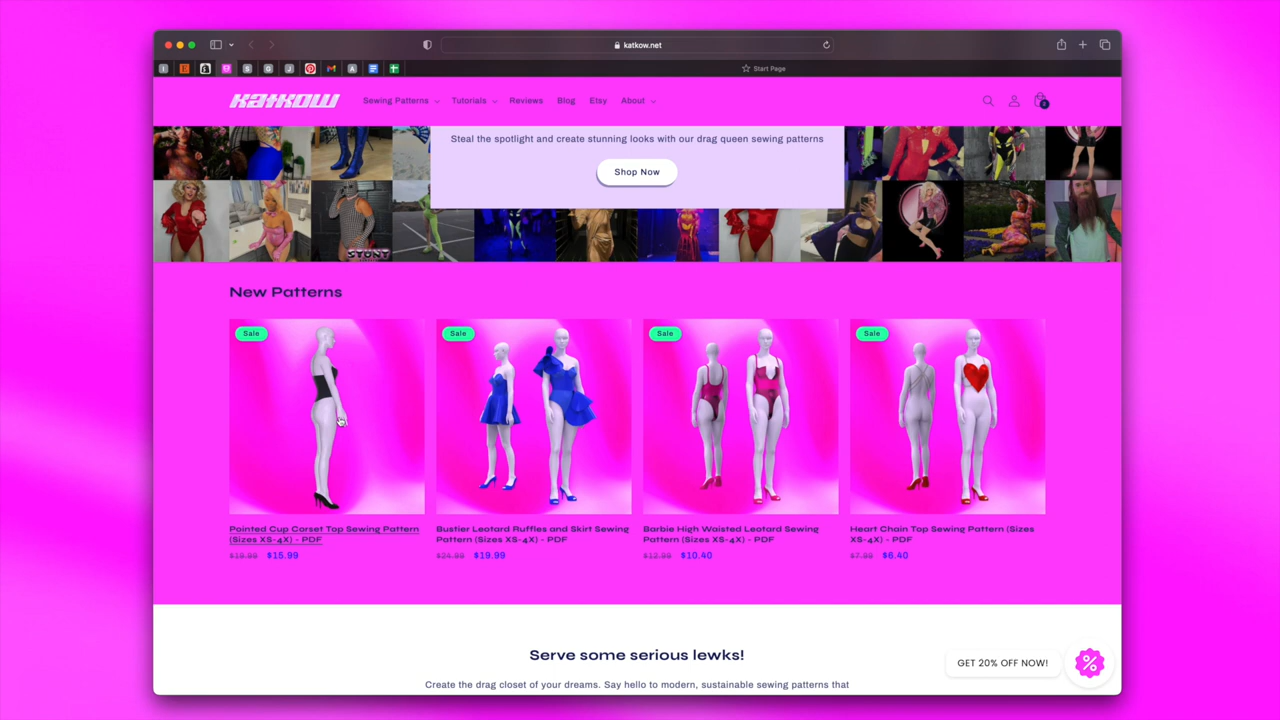 katkow.net
Start Page
KATKOW
Sewing Patterns
Tutorials
Reviews
Blog
Etsy
About
Steal the spotlight and create stunning looks with our drag queen sewing patterns
Shop Now
STUNT
New Patterns
Sale
Sale
Sale
Sale
Pointed Cup Corset Top Sewing Pattern
(Sizes XS-4X) - PDF
$19.99 $15.99
Bustier Leotard Ruffles and Skirt Sewing
Pattern (Sizes XS-4X) - PDF
$24.99 $19.99
Barbie High Waisted Leotard Sewing
Pattern (Sizes XS-4X) - PDF
$12.99 $10.40
Heart Chain Top Sewing Pattern (Sizes
XS-4X) - PDF
$7.99 $6.40
Serve some serious lewks!
Create the drag closet of your dreams. Say hello to modern, sustainable sewing patterns that
GET 20% OFF NOW!
%